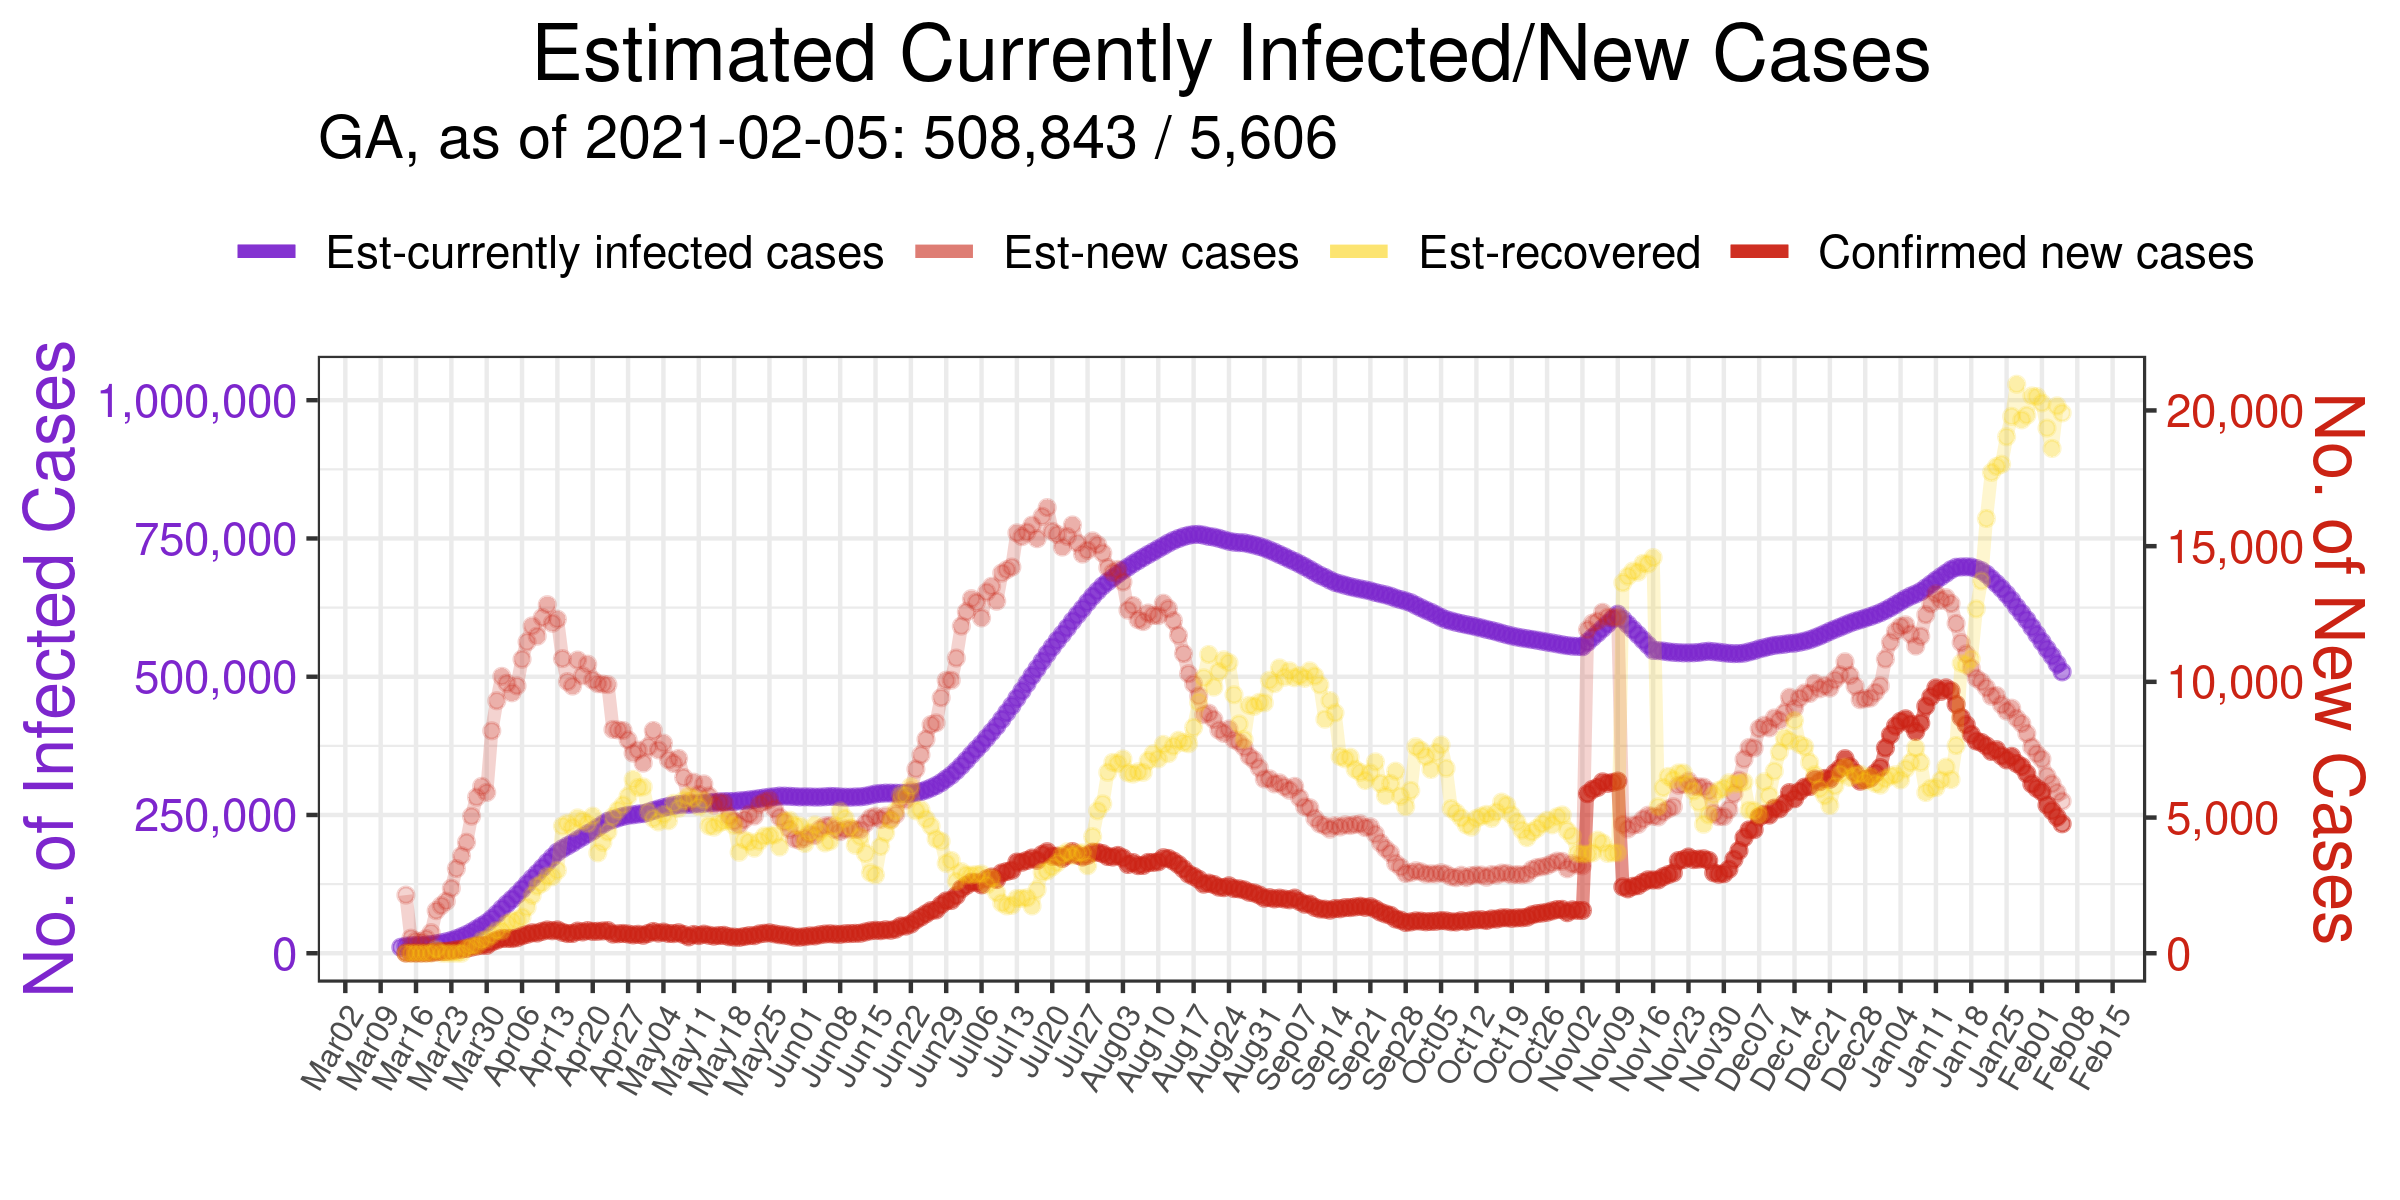 Estimated Currently Infected/New Cases
GA, as of 2021-02-05: 508,843 / 5,606
Est-currently infected cases Est-new cases Est-recovered Confirmed new cases
No. of Infected Cases
1,000,000
750,000
500,000
250,000
0
20,000
15,000
10,000
5,000
0
No. of New Cases
Mar02 Mar09 Mar16 Mar23 Mar30 Apr06 Apr13 Apr20 Apr27 May04 May11 May18 May25 Jun01 Jun08 Jun15 Jun22 Jun29 Jul06 Jul13 Jul20 Jul27 Aug03 Aug10 Aug17 Aug24 Aug31 Sep07 Sep14 Sep21 Sep28 Oct05 Oct12 Oct19 Oct26 Nov02 Nov09 Nov16 Nov23 Nov30 Dec07 Dec14 Dec21 Dec28 Jan04 Jan11 Jan18 Jan25 Feb01 Feb08 Feb15